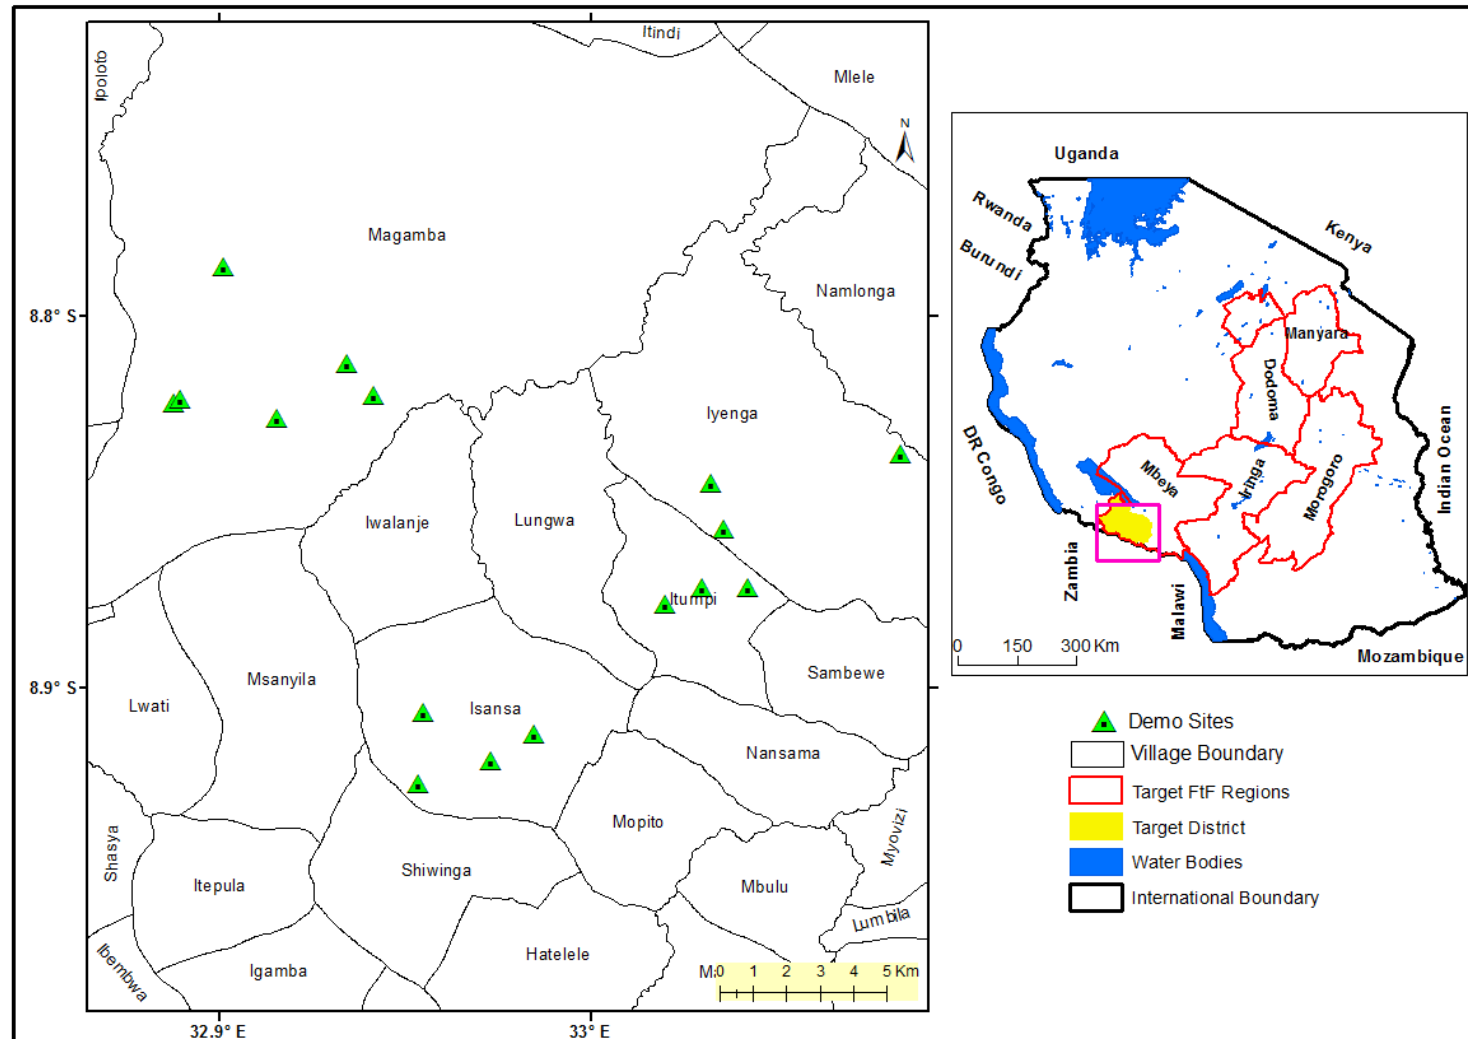 Itindi
Ipoloto
Mlele
N
Magamba
Namlonga
8.8° S
Iyenga
Iwalanje
Lungwa
Itumpi
Msanyila
Sambewe
8.9° S
Lwati
Isansa
Nansama
Mopito
Myovizi
Shasya
Shiwinga
Itepula
Mbulu
Lumbila
Hatelele
Ibembwa
Igamba
0 1 2 3 4 5 Km
32.9° E
33° E
Uganda
Rwanda
Kenya
Burundi
Manyara
Dodoma
DR Congo
Mbeya
Iringa
Morogoro
Indian Ocean
Zambia
Malawi
0 150 300 Km
Mozambique
Demo Sites
Village Boundary
Target FtF Regions
Target District
Water Bodies
International Boundary